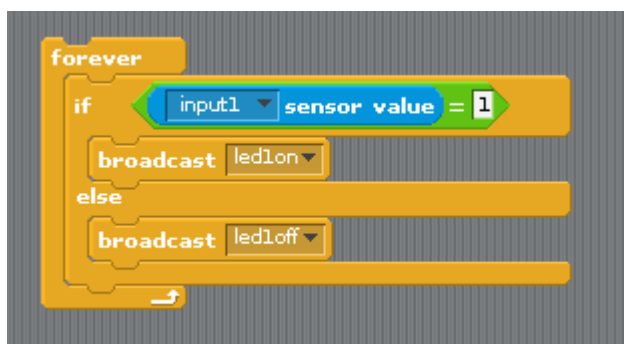 forever
if input1 sensor value = 1
broadcast led1on
else
broadcast led1off